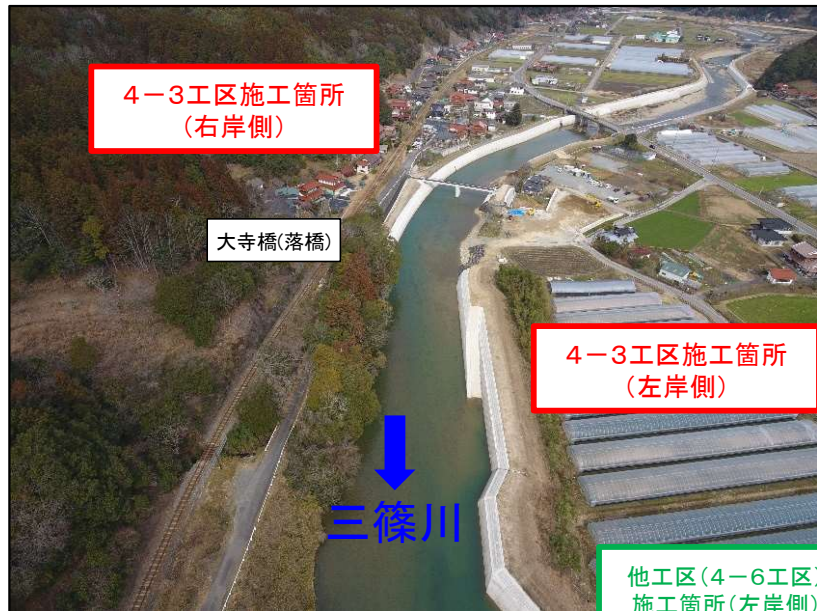 4－3工区施工箇所
（右岸側）
大寺橋(落橋)
4－3工区施工箇所
（左岸側）
三篠川
他工区(4－6工区)
施工箇所(左岸側)